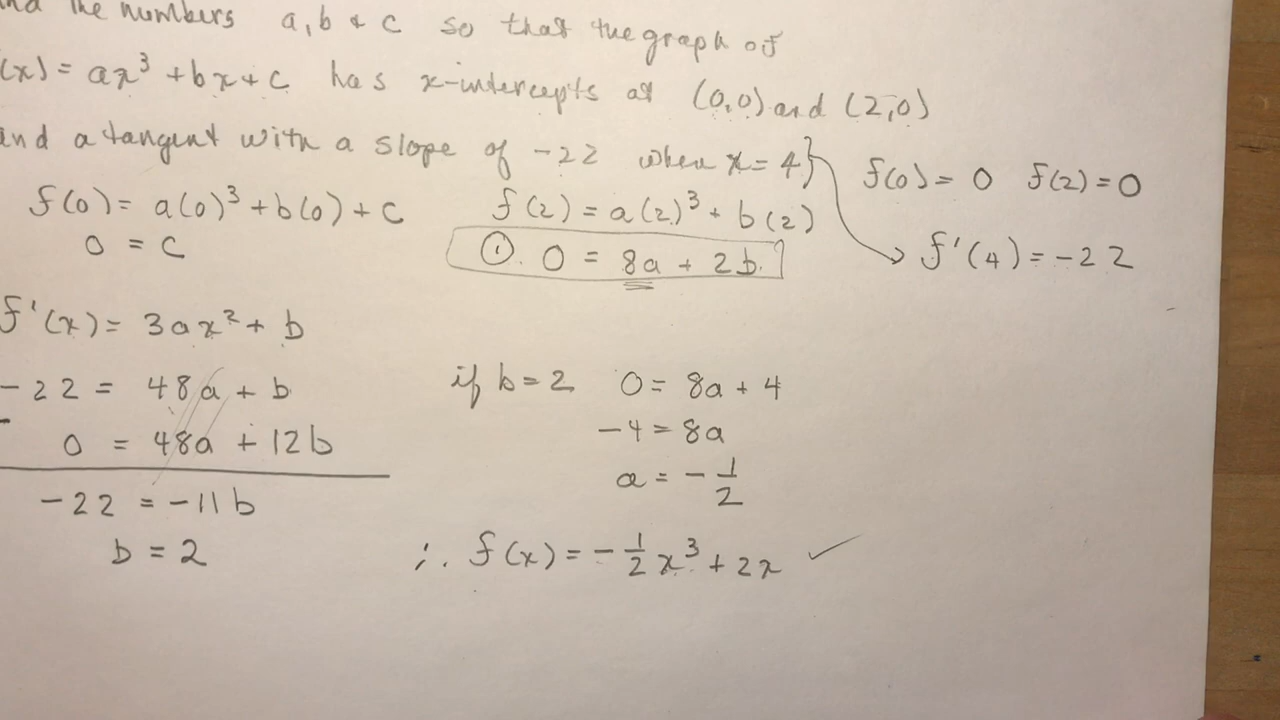 the numbers a, b & c so that the graph of
(x) = ax³ + bx + c has x-intercepts at (0,0) and (2,0)
and a tangent with a slope of -22 when x = 4}
f(0) = 0 f(2) = 0
→ f'(4) = -22
f(0) = a(0)³ + b(0) + c
0 = c
f(2) = a(2)³ + b(2)
①. 0 = 8a + 2b.
f'(x) = 3ax² + b
-22 = 48a + b
- 0 = 48a + 12b
-22 = -11b
b = 2
if b = 2 0 = 8a + 4
-4 = 8a
a = -1/2
∴ f(x) = -1/2 x³ + 2x ✓